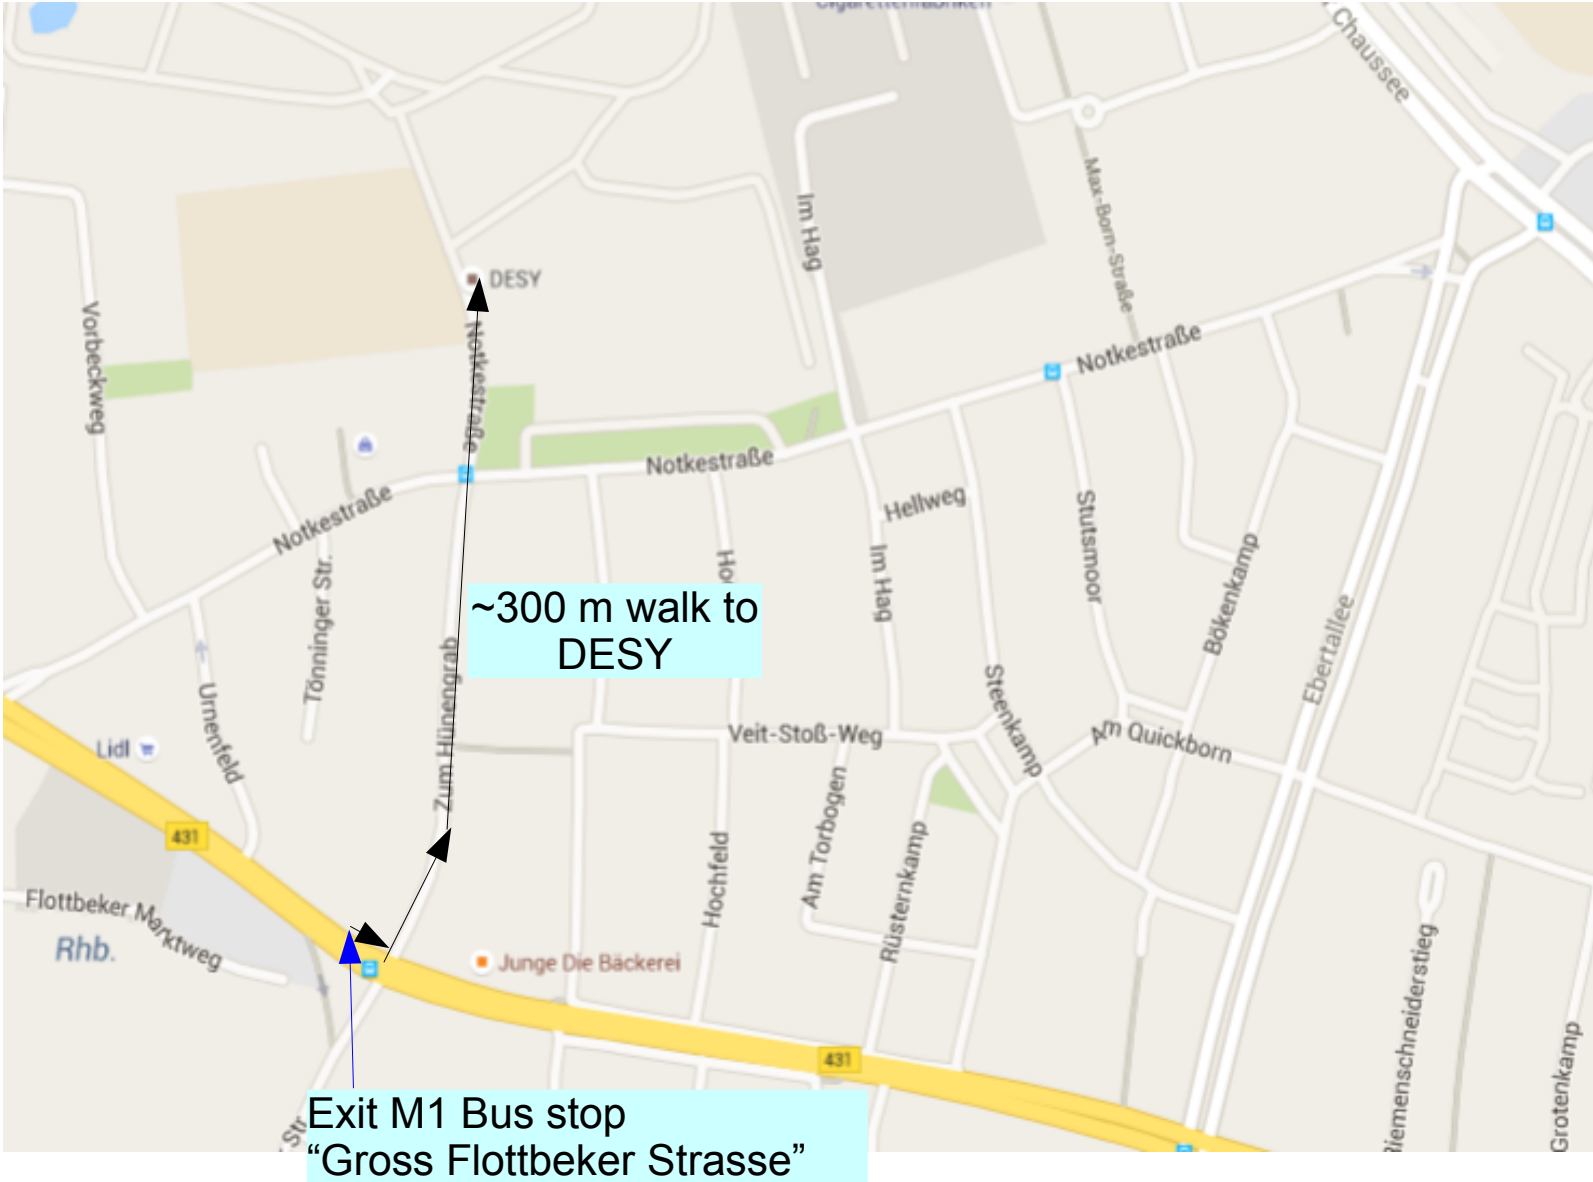 Cigarettenfabriken
Chaussee
Max-Born-Straße
Im Hag
DESY
Vorbeckweg
Notkestraße
Notkestraße
Notkestraße
Notkestraße
Hellweg
Stutsmoor
Bökenkamp
Im Hag
Tönninger Str.
~300 m walk to
DESY
Ebertallee
Urnenfeld
Zum Hünengrab
Steenkamp
Lidl
Veit-Stoß-Weg
Am Quickborn
431
Am Torbogen
Hochfeld
Rüsternkamp
Flottbeker Marktweg
Rhb.
Junge Die Bäckerei
Riemenschneiderstieg
431
Grotenkamp
Str.
Exit M1 Bus stop
“Gross Flottbeker Strasse”